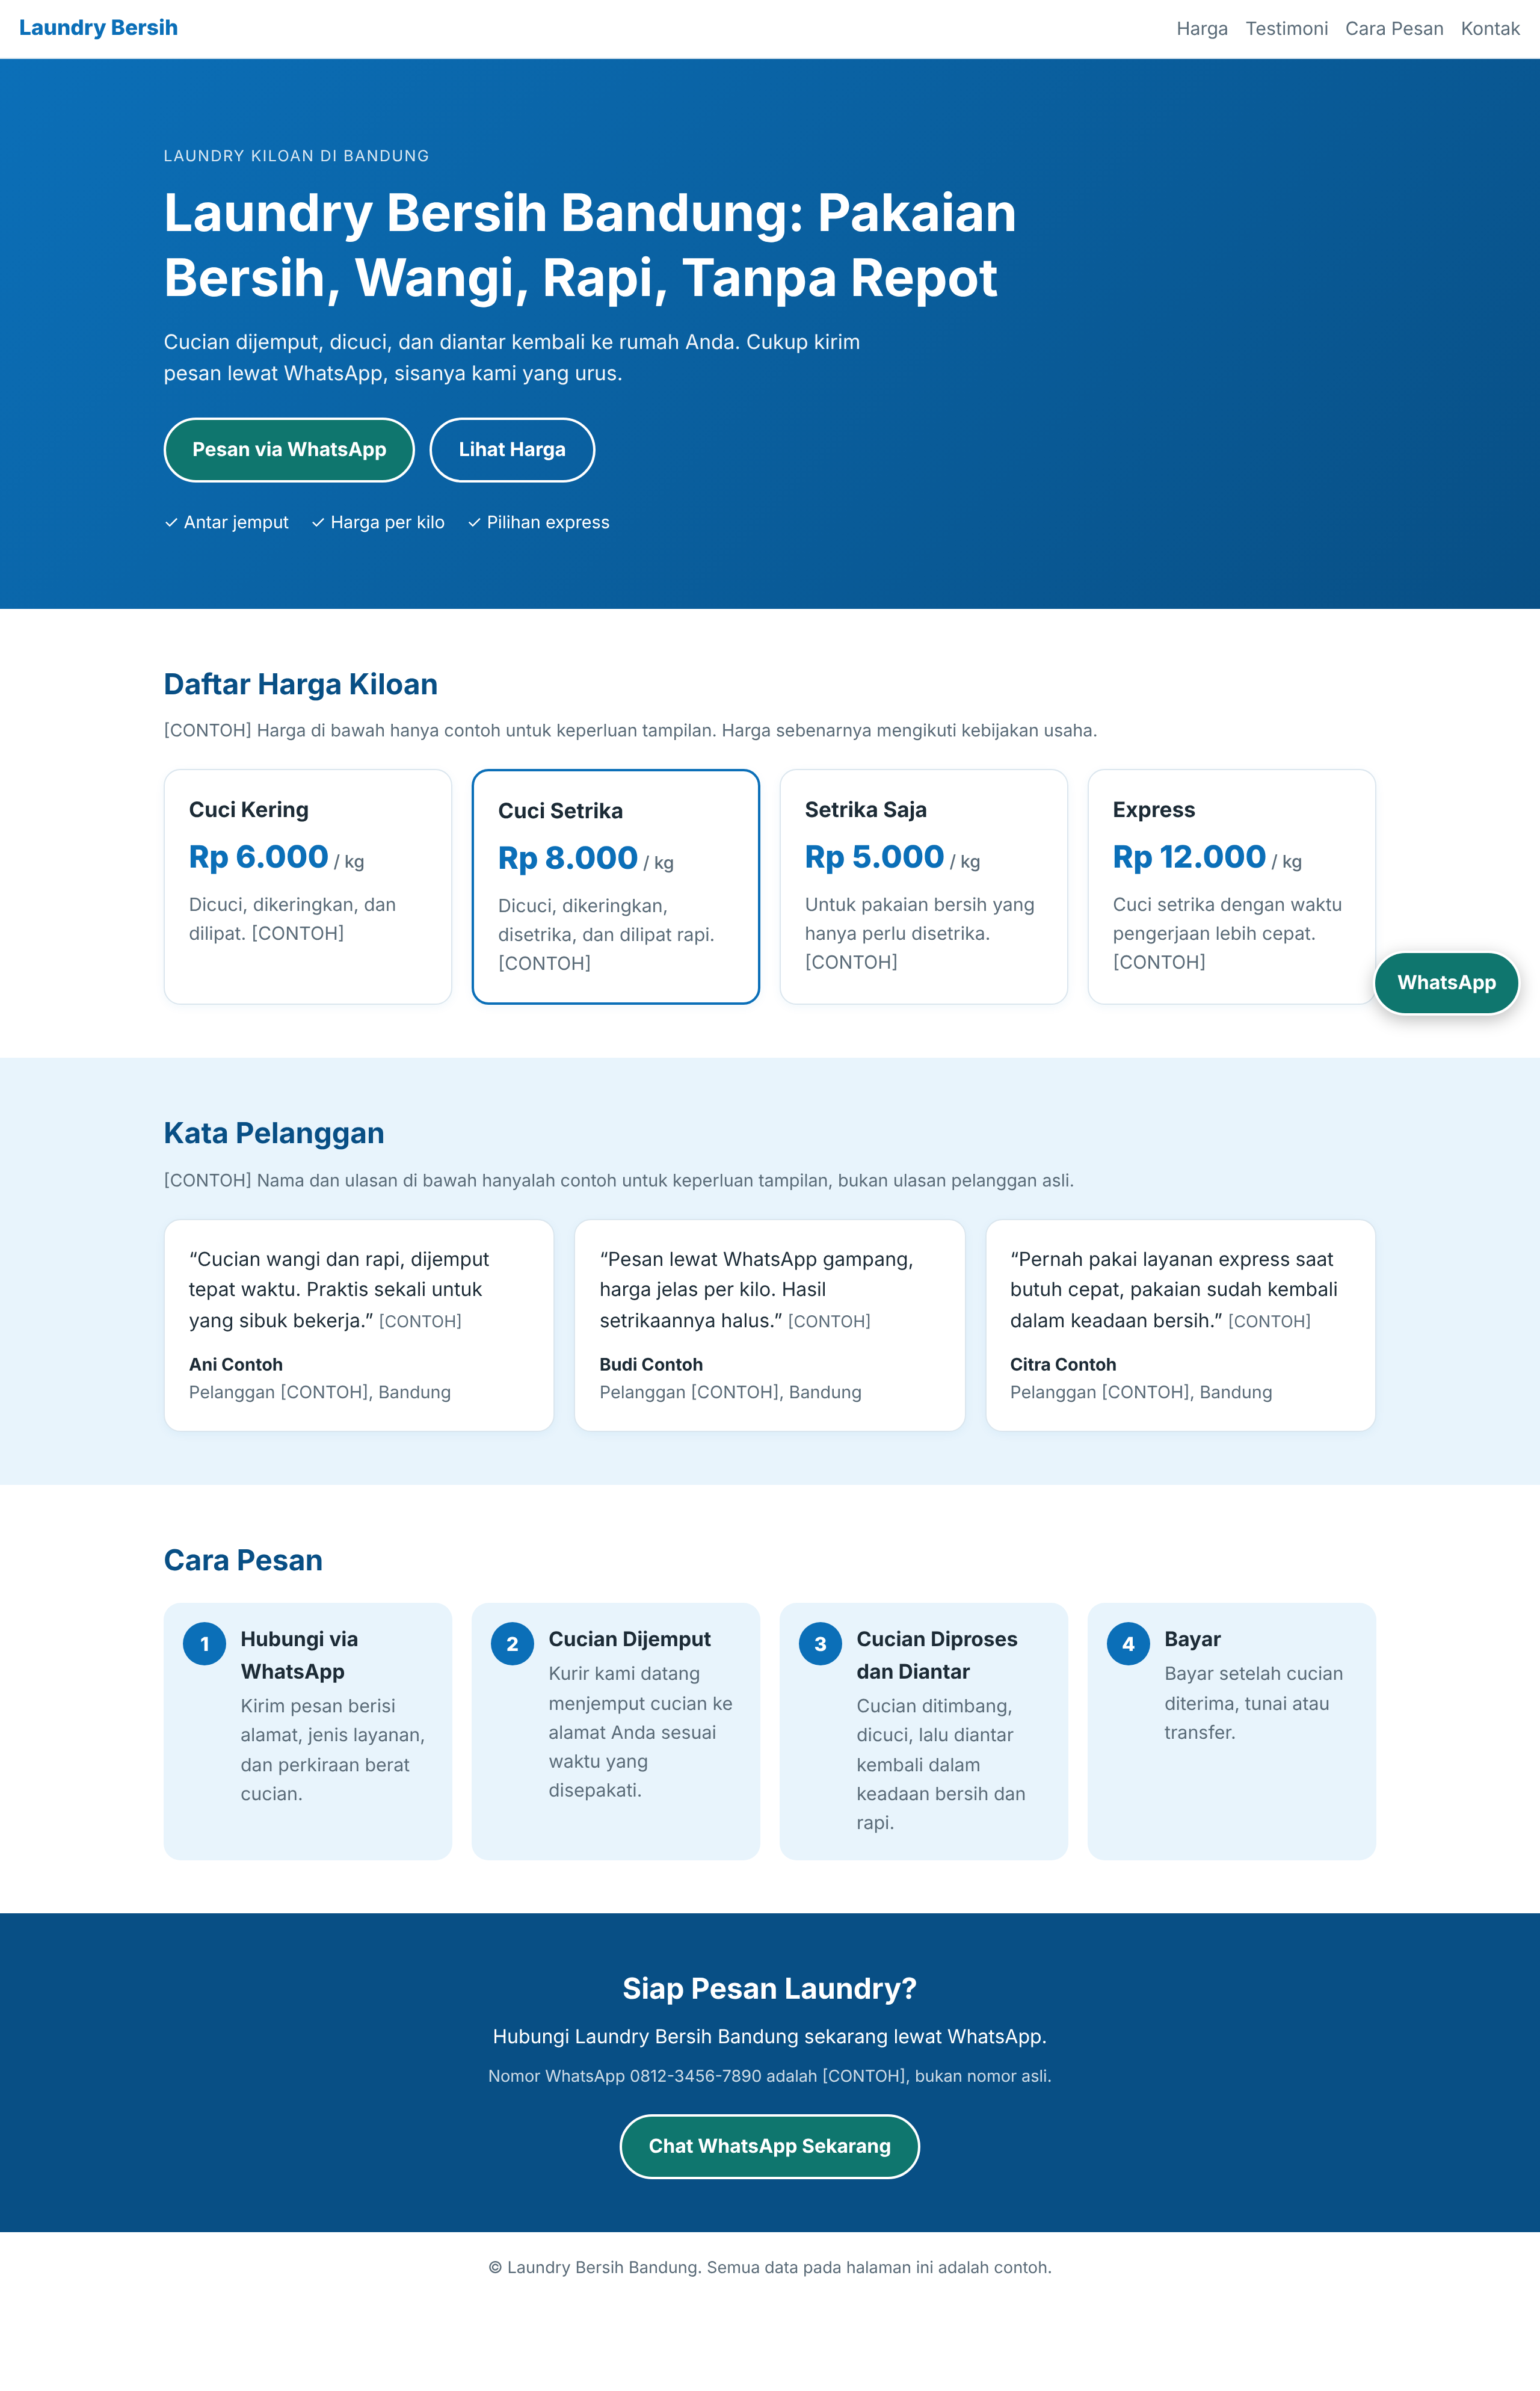 Laundry Bersih
Harga Testimoni Cara Pesan Kontak
LAUNDRY KILOAN DI BANDUNG
Laundry Bersih Bandung: Pakaian
Bersih, Wangi, Rapi, Tanpa Repot
Cucian dijemput, dicuci, dan diantar kembali ke rumah Anda. Cukup kirim
pesan lewat WhatsApp, sisanya kami yang urus.
Pesan via WhatsApp
Lihat Harga
✓ Antar jemput ✓ Harga per kilo ✓ Pilihan express
Daftar Harga Kiloan
[CONTOH] Harga di bawah hanya contoh untuk keperluan tampilan. Harga sebenarnya mengikuti kebijakan usaha.
Cuci Kering
Rp 6.000 / kg
Dicuci, dikeringkan, dan
dilipat. [CONTOH]
Cuci Setrika
Rp 8.000 / kg
Dicuci, dikeringkan,
disetrika, dan dilipat rapi.
[CONTOH]
Setrika Saja
Rp 5.000 / kg
Untuk pakaian bersih yang
hanya perlu disetrika.
[CONTOH]
Express
Rp 12.000 / kg
Cuci setrika dengan waktu
pengerjaan lebih cepat.
[CONTOH]
WhatsApp
Kata Pelanggan
[CONTOH] Nama dan ulasan di bawah hanyalah contoh untuk keperluan tampilan, bukan ulasan pelanggan asli.
“Cucian wangi dan rapi, dijemput
tepat waktu. Praktis sekali untuk
yang sibuk bekerja.” [CONTOH]
Ani Contoh
Pelanggan [CONTOH], Bandung
“Pesan lewat WhatsApp gampang,
harga jelas per kilo. Hasil
setrikaannya halus.” [CONTOH]
Budi Contoh
Pelanggan [CONTOH], Bandung
“Pernah pakai layanan express saat
butuh cepat, pakaian sudah kembali
dalam keadaan bersih.” [CONTOH]
Citra Contoh
Pelanggan [CONTOH], Bandung
Cara Pesan
1
Hubungi via
WhatsApp
Kirim pesan berisi
alamat, jenis layanan,
dan perkiraan berat
cucian.
2
Cucian Dijemput
Kurir kami datang
menjemput cucian ke
alamat Anda sesuai
waktu yang
disepakati.
3
Cucian Diproses
dan Diantar
Cucian ditimbang,
dicuci, lalu diantar
kembali dalam
keadaan bersih dan
rapi.
4
Bayar
Bayar setelah cucian
diterima, tunai atau
transfer.
Siap Pesan Laundry?
Hubungi Laundry Bersih Bandung sekarang lewat WhatsApp.
Nomor WhatsApp 0812-3456-7890 adalah [CONTOH], bukan nomor asli.
Chat WhatsApp Sekarang
© Laundry Bersih Bandung. Semua data pada halaman ini adalah contoh.